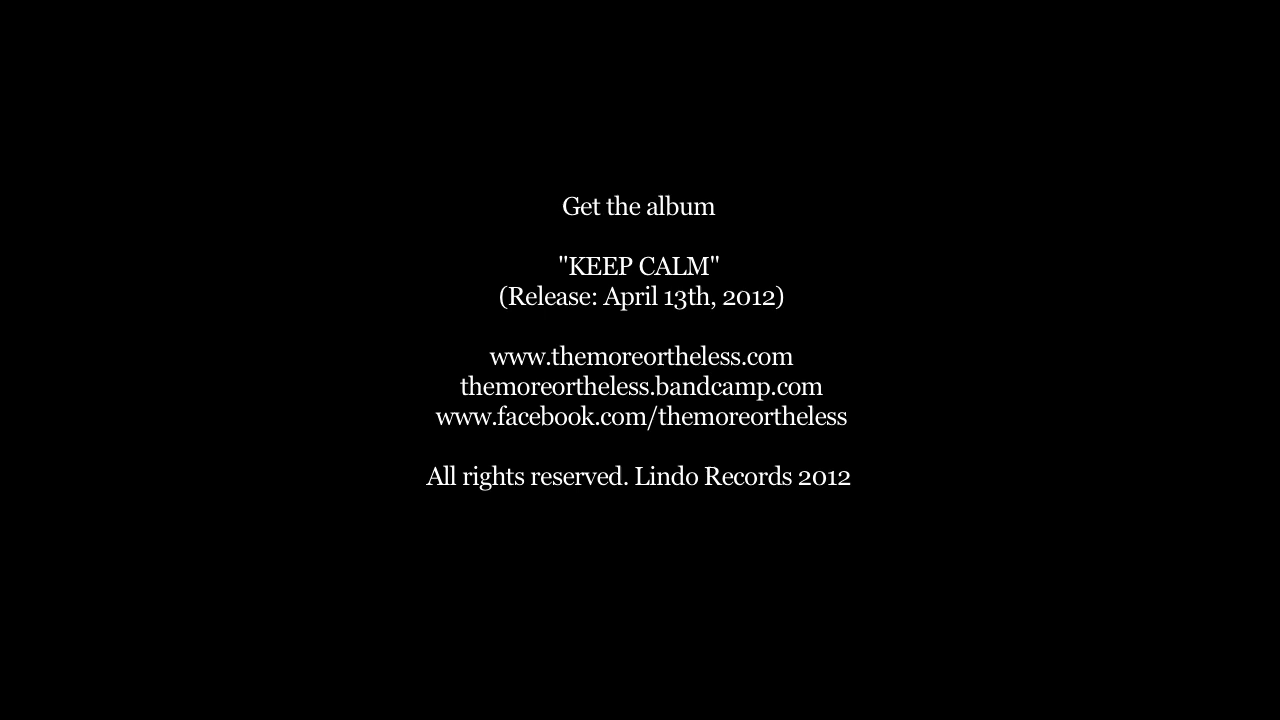 Get the album
"KEEP CALM"
(Release: April 13th, 2012)
www.themoreortheless.com
themoreortheless.bandcamp.com
www.facebook.com/themoreortheless
All rights reserved. Lindo Records 2012